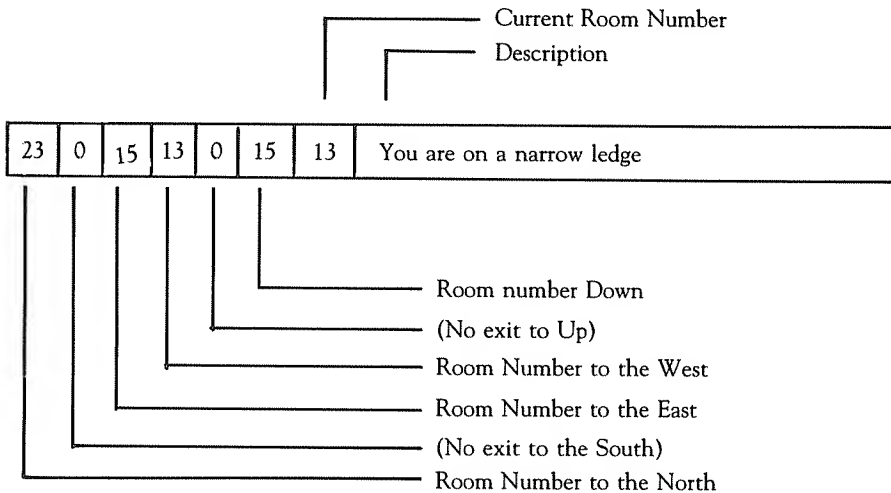 Current Room Number
Description
23 0 15 13 0 15 13 You are on a narrow ledge
Room number Down
(No exit to Up)
Room Number to the West
Room Number to the East
(No exit to the South)
Room Number to the North